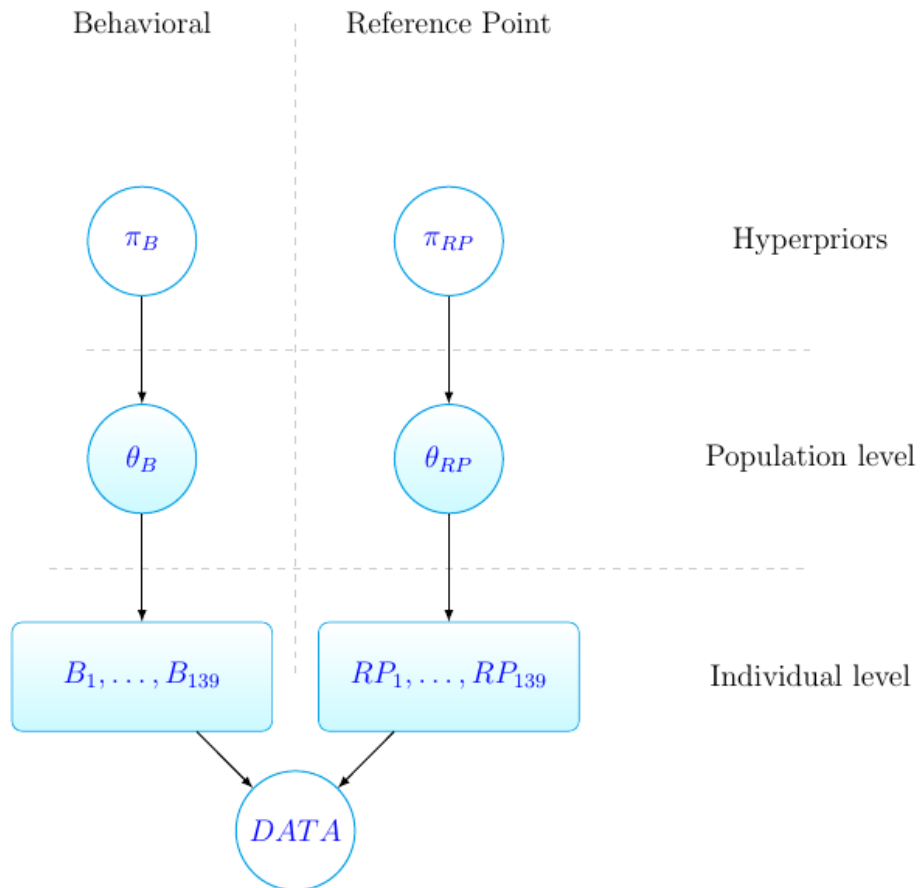 Behavioral Reference Point
π_B π_RP Hyperpriors
θ_B θ_RP Population level
B_1, . . . , B_139 RP_1, . . . , RP_139 Individual level
DATA